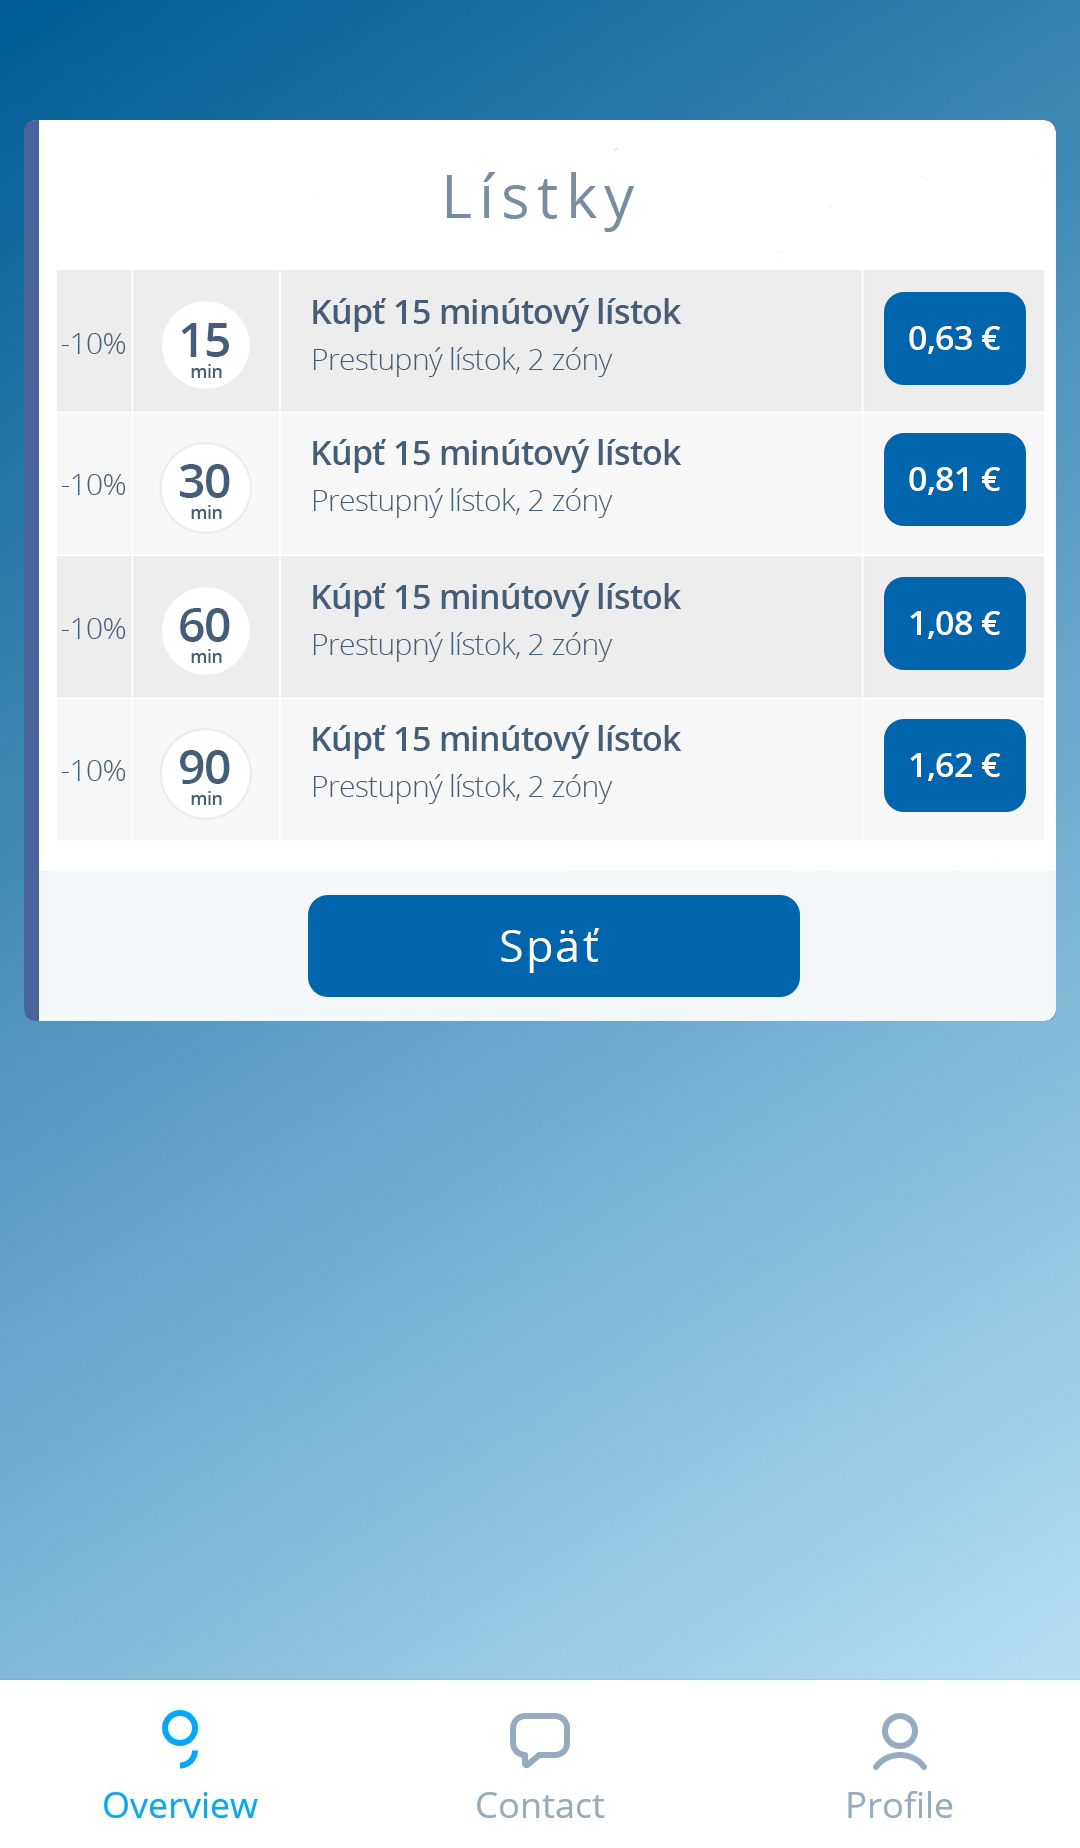 Lístky
-10%
15
min
Kúpť 15 minútový lístok
Prestupný lístok, 2 zóny
0,63 €
-10%
30
min
Kúpť 15 minútový lístok
Prestupný lístok, 2 zóny
0,81 €
-10%
60
min
Kúpť 15 minútový lístok
Prestupný lístok, 2 zóny
1,08 €
-10%
90
min
Kúpť 15 minútový lístok
Prestupný lístok, 2 zóny
1,62 €
Späť
Overview
Contact
Profile